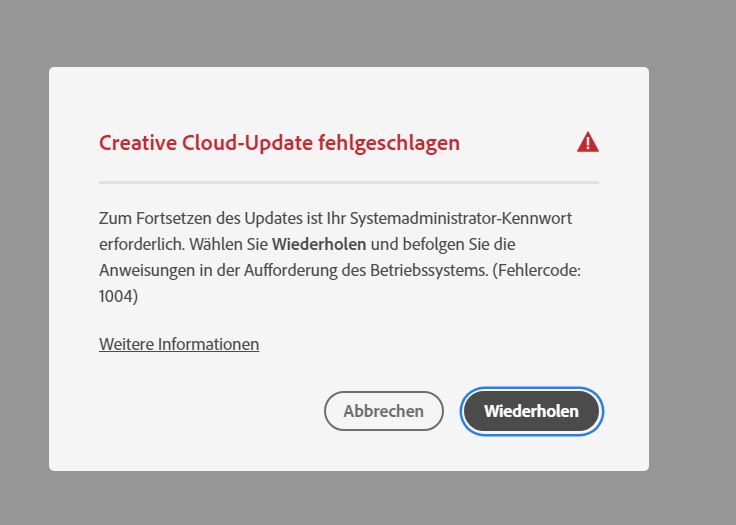 Creative Cloud-Update fehlgeschlagen
Zum Fortsetzen des Updates ist Ihr Systemadministrator-Kennwort
erforderlich. Wählen Sie Wiederholen und befolgen Sie die
Anweisungen in der Aufforderung des Betriebssystems. (Fehlercode:
1004)
Weitere Informationen
Abbrechen
Wiederholen